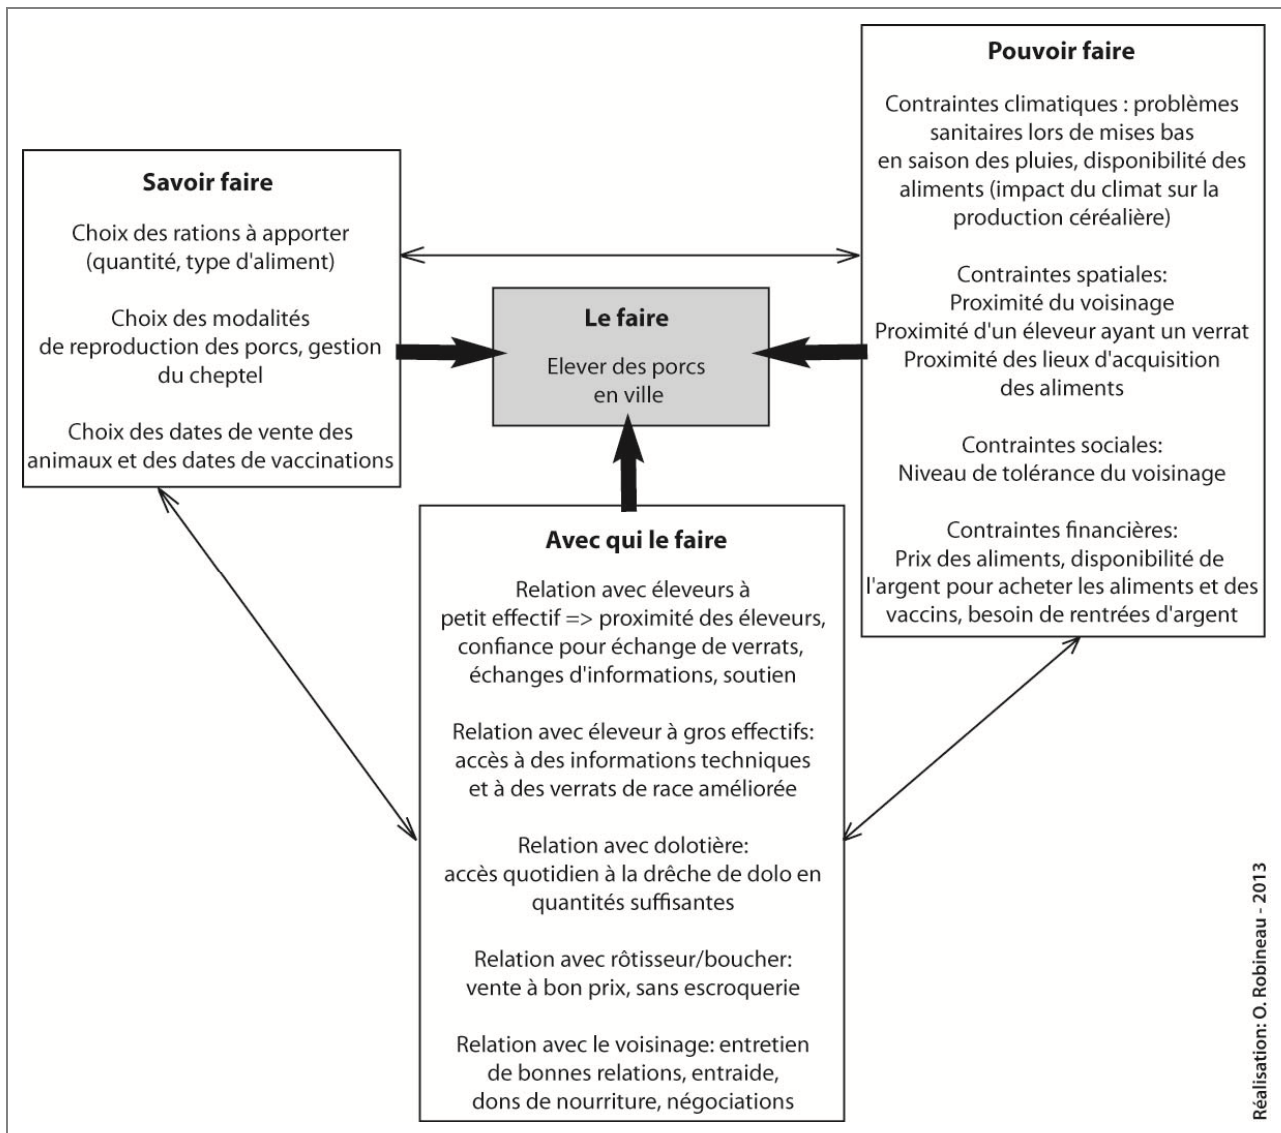 Savoir faire
Choix des rations à apporter
(quantité, type d'aliment)
Choix des modalités
de reproduction des porcs, gestion
du cheptel
Choix des dates de vente des
animaux et des dates de vaccinations
Le faire
Elever des porcs
en ville
Pouvoir faire
Contraintes climatiques : problèmes
sanitaires lors de mises bas
en saison des pluies, disponibilité des
aliments (impact du climat sur la
production céréalière)
Contraintes spatiales:
Proximité du voisinage
Proximité d'un éleveur ayant un verrat
Proximité des lieux d'acquisition
des aliments
Contraintes sociales:
Niveau de tolérance du voisinage
Contraintes financières:
Prix des aliments, disponibilité de
l'argent pour acheter les aliments et des
vaccins, besoin de rentrées d'argent
Avec qui le faire
Relation avec éleveurs à
petit effectif => proximité des éleveurs,
confiance pour échange de verrats,
échanges d'informations, soutien
Relation avec éleveur à gros effectifs:
accès à des informations techniques
et à des verrats de race améliorée
Relation avec dolotière:
accès quotidien à la drêche de dolo en
quantités suffisantes
Relation avec rôtisseur/boucher:
vente à bon prix, sans escroquerie
Relation avec le voisinage: entretien
de bonnes relations, entraide,
dons de nourriture, négociations
Réalisation: O. Robineau - 2013